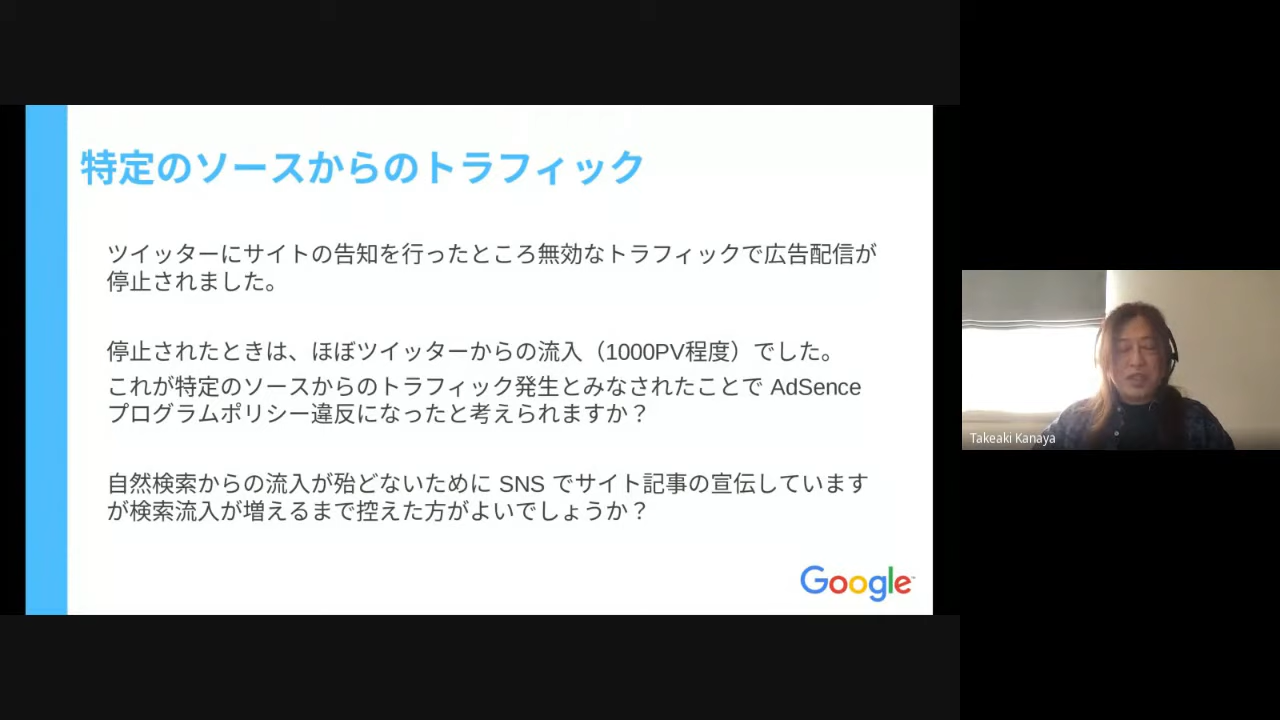 特定のソースからのトラフィック
ツイッターにサイトの告知を行ったところ無効なトラフィックで広告配信が
停止されました。
停止されたときは、ほぼツイッターからの流入（1000PV程度）でした。
これが特定のソースからのトラフィック発生とみなされたことで AdSence
プログラムポリシー違反になったと考えられますか？
自然検索からの流入が殆どないために SNS でサイト記事の宣伝しています
が検索流入が増えるまで控えた方がよいでしょうか？
Google
Takeaki Kanaya